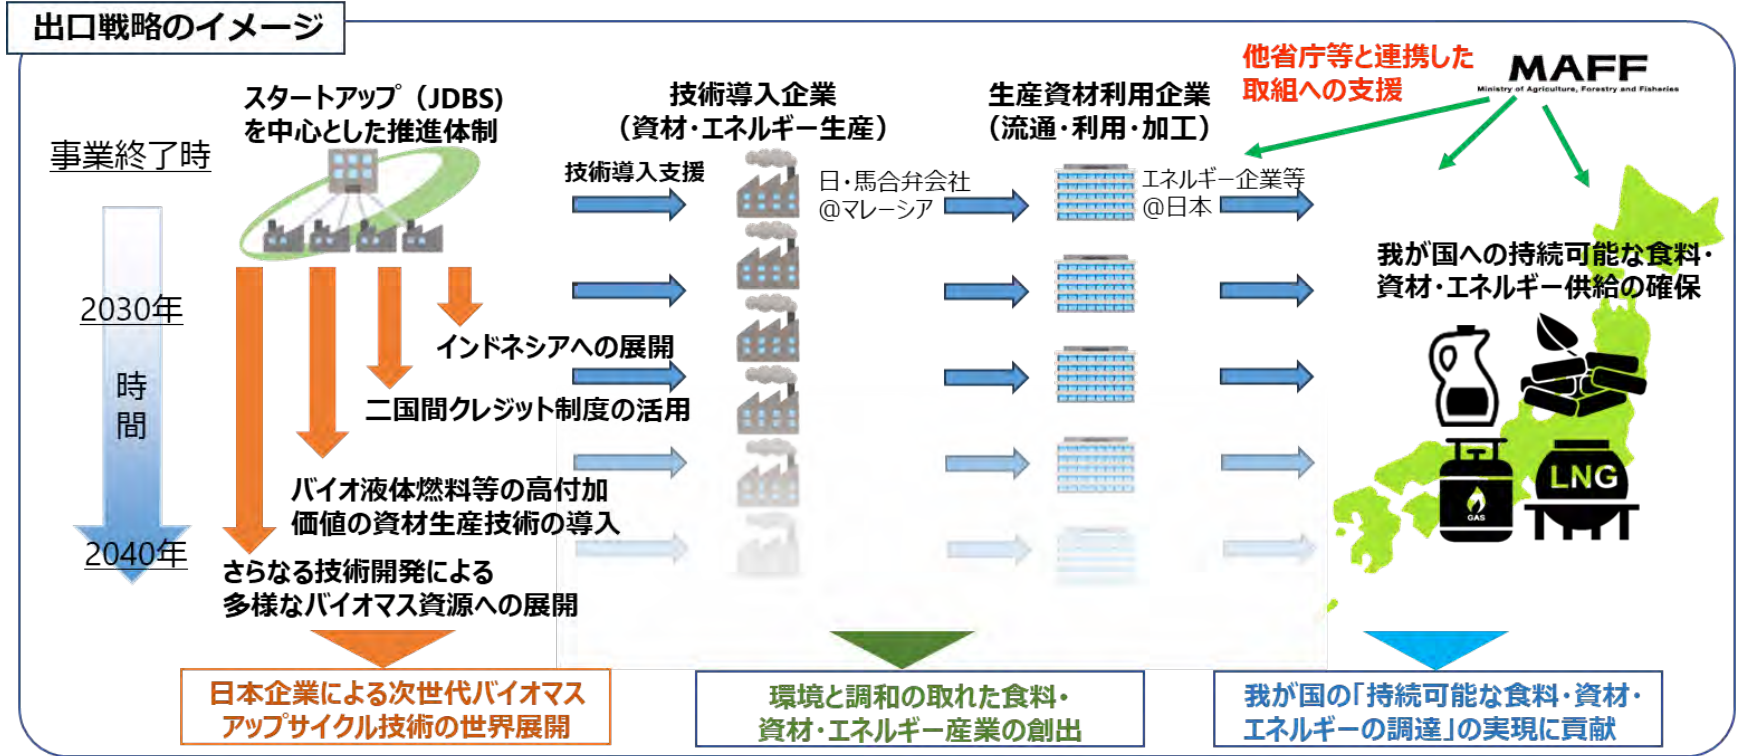 出口戦略のイメージ
スタートアップ（JDBS)
を中心とした推進体制
技術導入企業
（資材・エネルギー生産）
生産資材利用企業
（流通・利用・加工）
他省庁等と連携した
取組への支援
MAFF
Ministry of Agriculture, Forestry and Fisheries
事業終了時
技術導入支援
日・馬合弁会社
@マレーシア
エネルギー企業等
@日本
我が国への持続可能な食料・
資材・エネルギー供給の確保
2030年
時
間
2040年
インドネシアへの展開
二国間クレジット制度の活用
バイオ液体燃料等の高付加
価値の資材生産技術の導入
さらなる技術開発による
多様なバイオマス資源への展開
GAS
LNG
日本企業による次世代バイオマス
アップサイクル技術の世界展開
環境と調和の取れた食料・
資材・エネルギー産業の創出
我が国の「持続可能な食料・資材・
エネルギーの調達」の実現に貢献